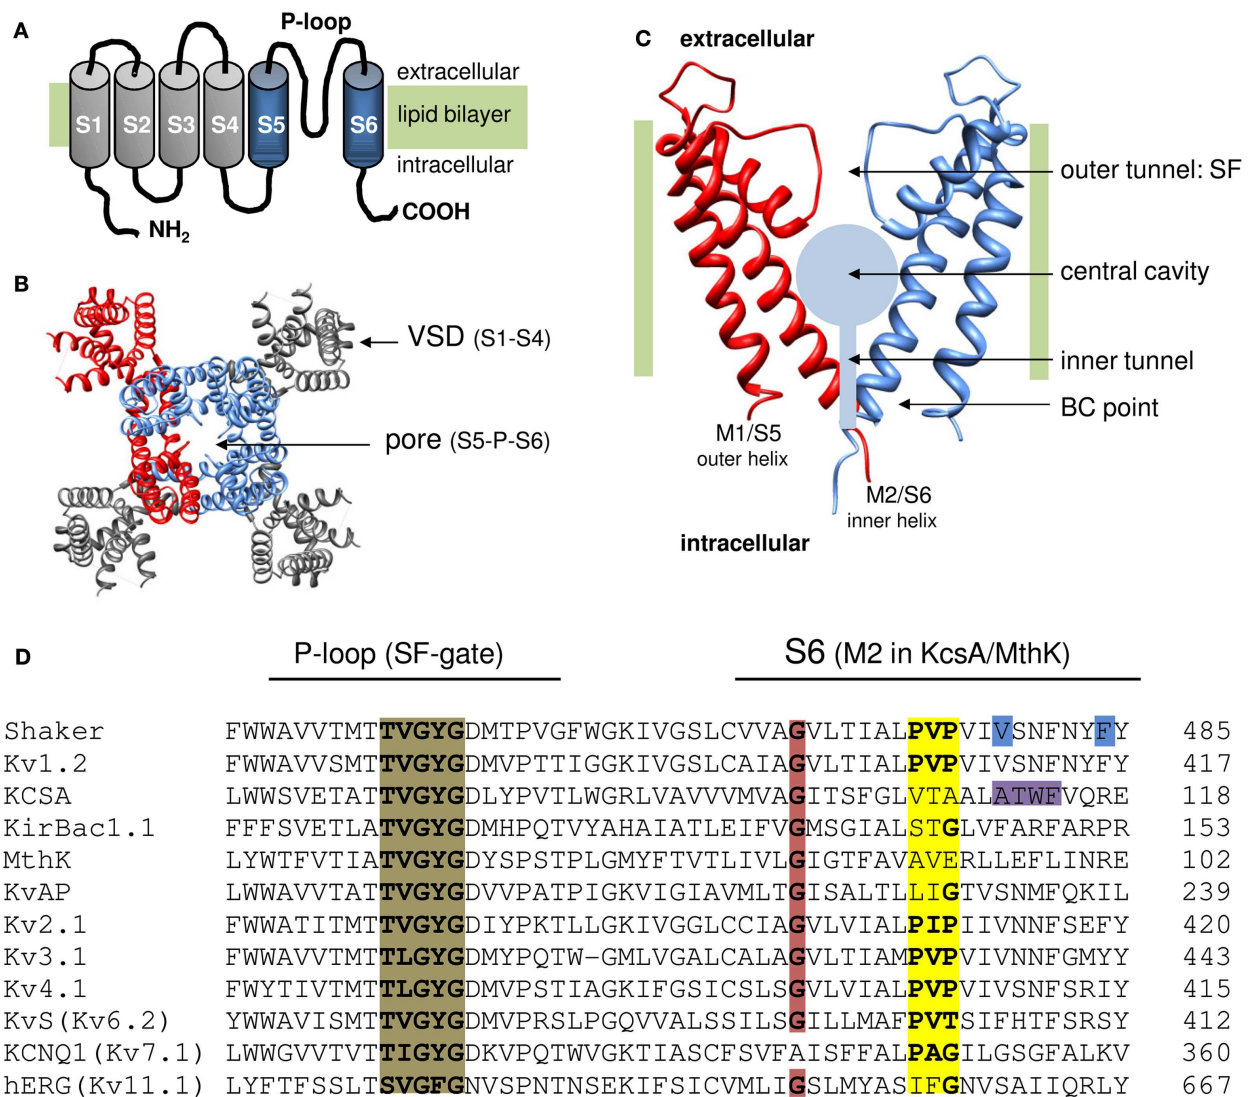 A
P-loop
S1 S2 S3 S4 S5 S6
extracellular
lipid bilayer
intracellular
NH2
COOH
B
VSD (S1-S4)
pore (S5-P-S6)
C
extracellular
outer tunnel: SF
central cavity
inner tunnel
BC point
M1/S5
outer helix
M2/S6
inner helix
intracellular
D
P-loop (SF-gate) S6 (M2 in KcsA/MthK)
Shaker FWWAVVTMTTVGYGDMTPVGFWGKIVGSLCVVAGVLTIALPVPVIVSNFNYFY 485
Kv1.2 FWWAVVSMTTVGYGDMVPTTIGGKIVGSLCAIAGVLTIALPVPVIVSNFNYFY 417
KCSA LWWSVETATTVGYGDLYPVTLWGRLVAVVVMVAGITSFGLVTAALATWFVQRE 118
KirBac1.1 FFFSVETLATVGYGDMHPQTVYAHAIATLEIFVGMSGIALSTGLVFARFARPR 153
MthK LYWTFVTIATVGYGDYSPSTPLGMYFTVTLIVLGIGTFAVAVERLLEFLINRE 102
KvAP LWWAVVTATTVGYGDVVPATPIGKVIGIAVMLTGISALTLLIGTVSNMFQKIL 239
Kv2.1 FWWATITMTTVGYGDIYPKTLLGKIVGGLCCIAGVLVIALPIPIIVNNFSEFY 420
Kv3.1 FWWAVVTMTTLGYGDMYPQTW-GMLVGALCALAGVLTIAMPVPVIVNNFGMYY 443
Kv4.1 FWYTIVTMTTLGYGDMVPSTIAGKIFGSICSLSGVLVIALPVPVIVSNFSRIY 415
KvS(Kv6.2) YWWAVISMTTVGYGDMVPRSLPGQVVALSSILSGILLMAFPVTSIFHTFSRSY 412
KCNQ1(Kv7.1) LWWGVVTVTTIGYGDKVPQTWVGKTIASCFSVFAISFFALPAGILGSGFALKV 360
hERG(Kv11.1) LYFTFSSLTSVGFGNVSPNTNSEKIFSICVMLIGSLMYASIFGNVSAIIQRLY 667